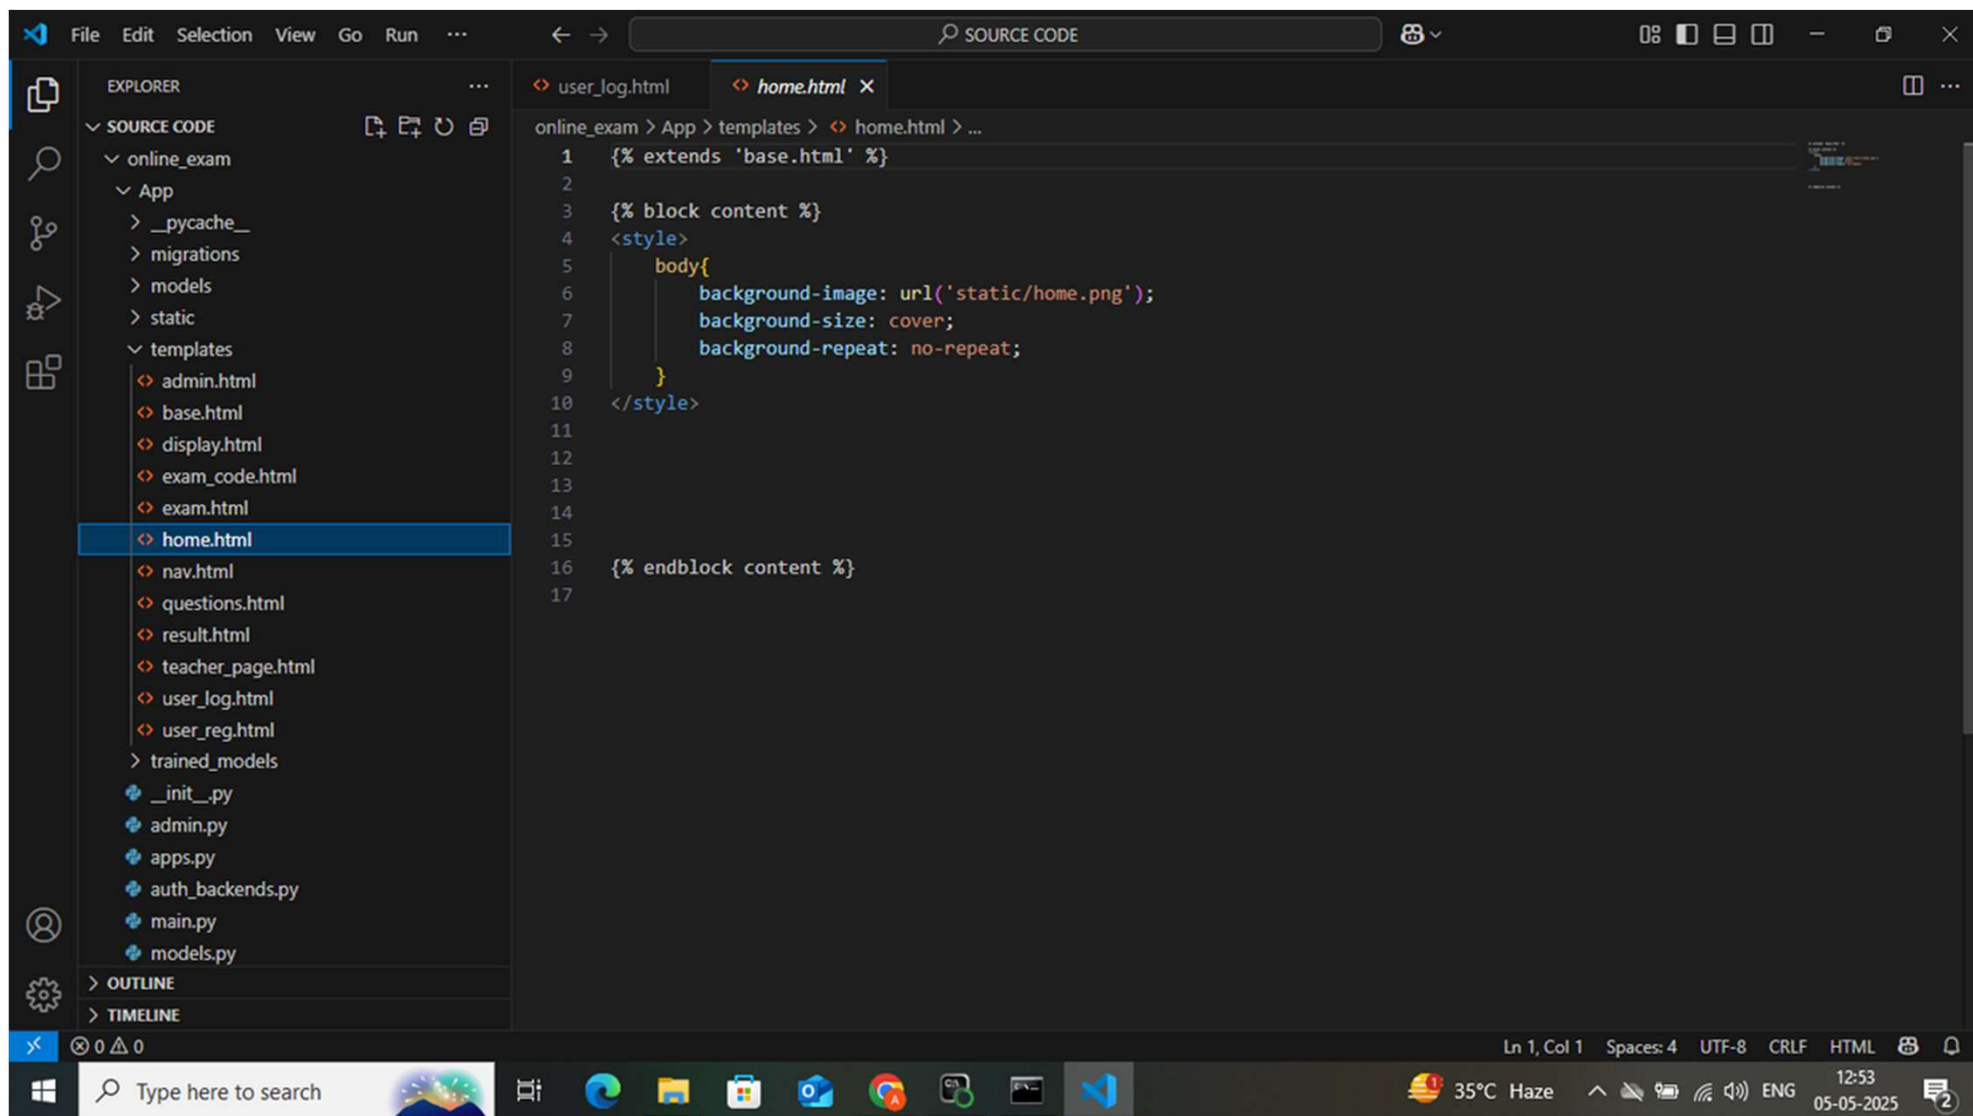 File Edit Selection View Go Run ··· SOURCE CODE
EXPLORER ···
SOURCE CODE
online_exam
App
__pycache__
migrations
models
static
templates
admin.html
base.html
display.html
exam_code.html
exam.html
home.html
nav.html
questions.html
result.html
teacher_page.html
user_log.html
user_reg.html
trained_models
__init__.py
admin.py
apps.py
auth_backends.py
main.py
models.py
OUTLINE
TIMELINE
user_log.html home.html
online_exam > App > templates > home.html > ...
1 {% extends 'base.html' %}
2
3 {% block content %}
4 <style>
5 body{
6 background-image: url('static/home.png');
7 background-size: cover;
8 background-repeat: no-repeat;
9 }
10 </style>
11
12
13
14
15
16 {% endblock content %}
17
0 0 Ln 1, Col 1 Spaces: 4 UTF-8 CRLF HTML
Type here to search 1 35°C Haze ENG 12:53
05-05-2025 2